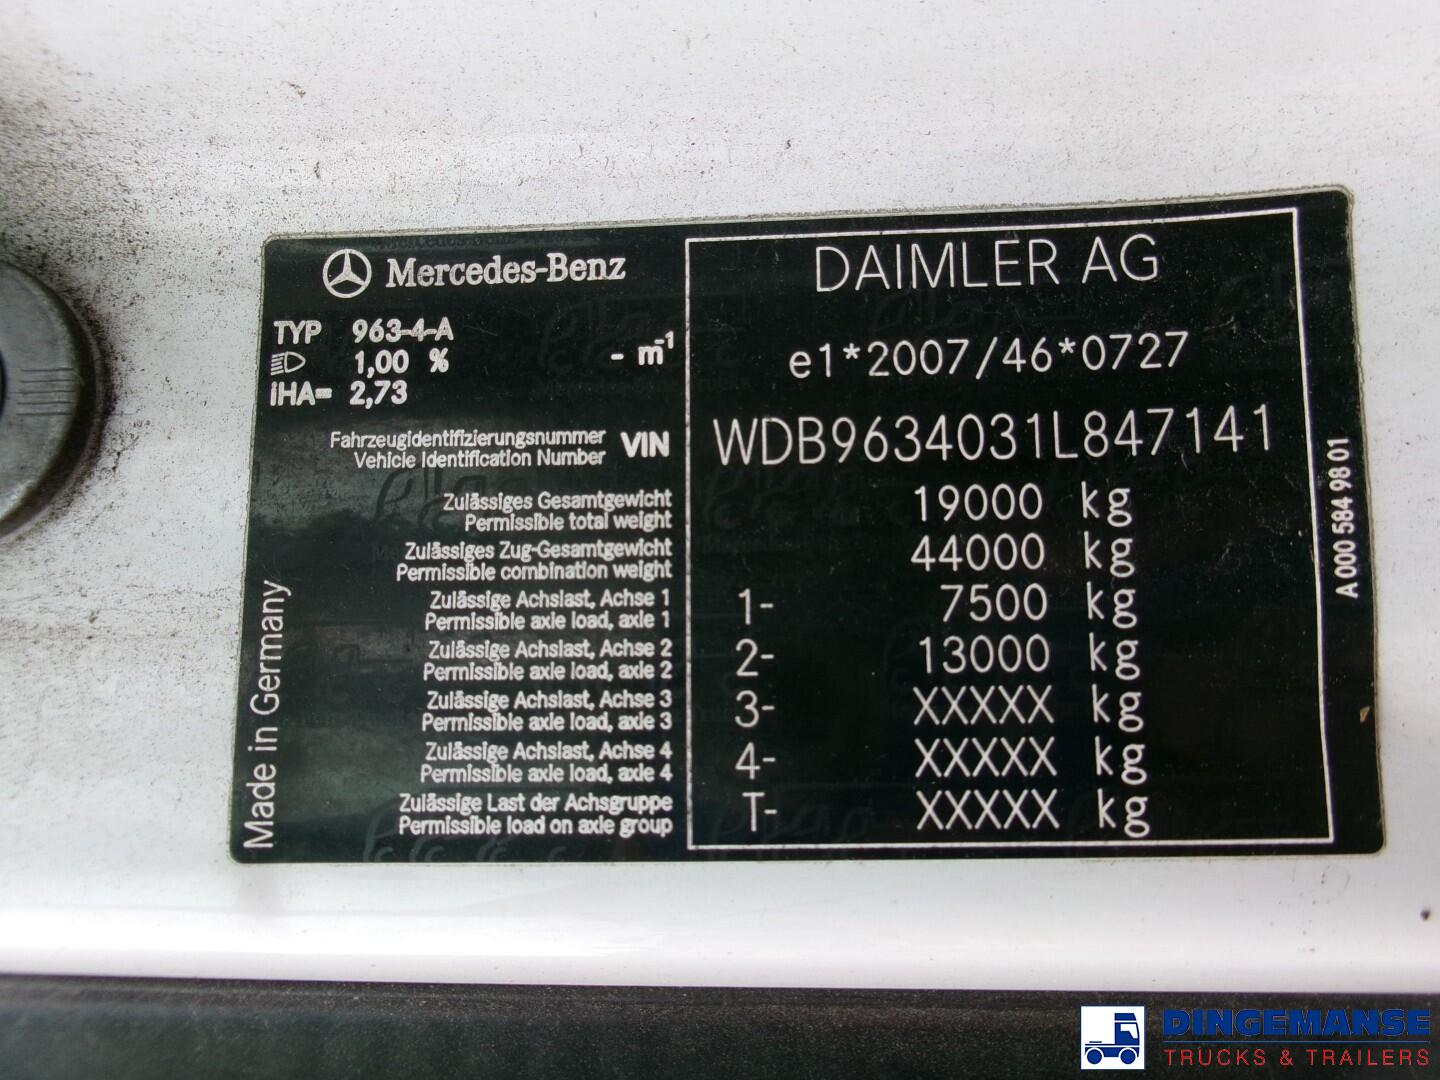 Mercedes-Benz
TYP 963-4-A
1,00 % - m-1
iHA= 2,73
DAIMLER AG
e1*2007/46*0727
Fahrzeugidentifizierungsnummer
Vehicle Identification Number
VIN WDB9634031L847141
Zulässiges Gesamtgewicht
Permissible total weight
19000 kg
Zulässiges Zug-Gesamtgewicht
Permissible combination weight
44000 kg
Zulässige Achslast, Achse 1
Permissible axle load, axle 1
1- 7500 kg
Zulässige Achslast, Achse 2
Permissible axle load, axle 2
2- 13000 kg
Zulässige Achslast, Achse 3
Permissible axle load, axle 3
3- XXXXX kg
Zulässige Achslast, Achse 4
Permissible axle load, axle 4
4- XXXXX kg
Zulässige Last der Achsgruppe
Permissible load on axle group
T- XXXXX kg
Made in Germany
A 000 584 98 01
DINGEMANSE
TRUCKS & TRAILERS